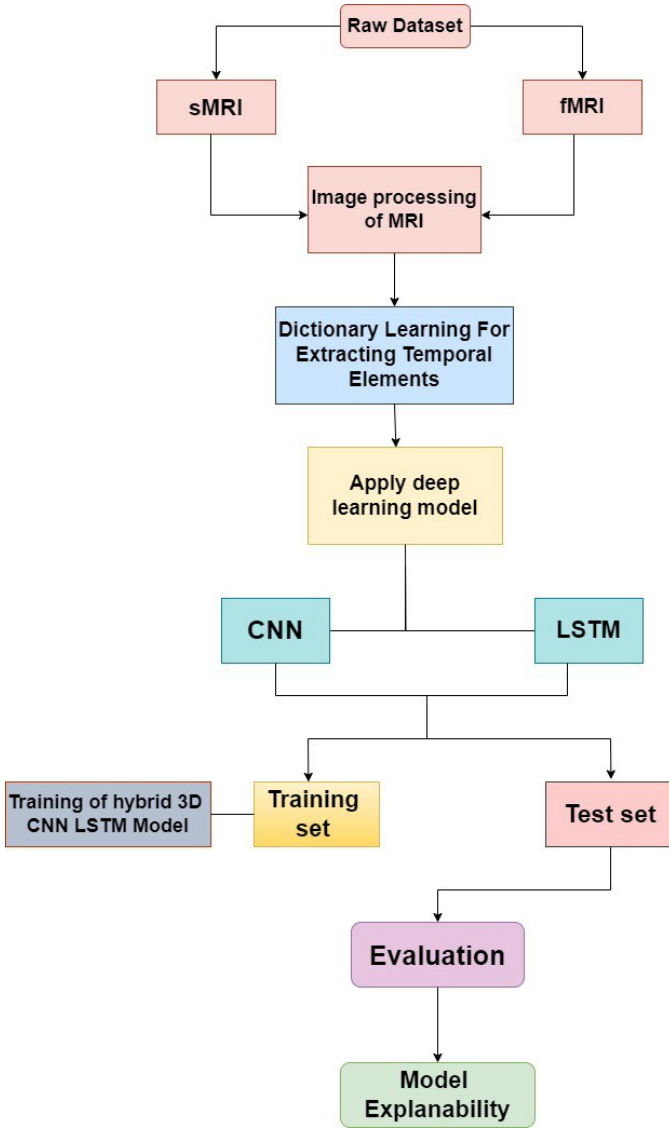 Raw Dataset
sMRI
fMRI
Image processing
of MRI
Dictionary Learning For
Extracting Temporal
Elements
Apply deep
learning model
CNN
LSTM
Training of hybrid 3D
CNN LSTM Model
Training
set
Test set
Evaluation
Model
Explanability